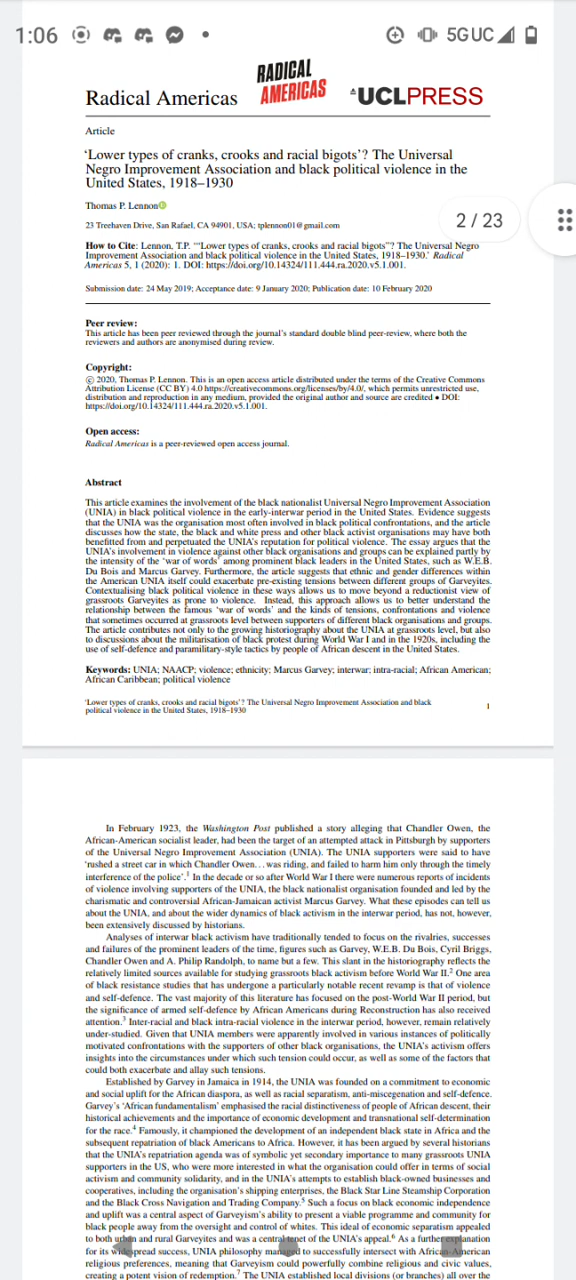 1:06
5G UC
RADICAL
AMERICAS
Radical Americas
UCLPRESS
Article
‘Lower types of cranks, crooks and racial bigots’? The Universal
Negro Improvement Association and black political violence in the
United States, 1918–1930
Thomas P. Lennon
2 / 23
23 Treehaven Drive, San Rafael, CA 94901, USA; tplennon01@gmail.com
How to Cite: Lennon, T.P. “‘Lower types of cranks, crooks and racial bigots’? The Universal Negro
Improvement Association and black political violence in the United States, 1918–1930.’ Radical
Americas 5, 1 (2020): 1. DOI: https://doi.org/10.14324/111.444.ra.2020.v5.1.001.
Submission date: 24 May 2019; Acceptance date: 9 January 2020; Publication date: 10 February 2020
Peer review:
This article has been peer reviewed through the journal’s standard double blind peer-review, where both the
reviewers and authors are anonymised during review.
Copyright:
© 2020, Thomas P. Lennon. This is an open access article distributed under the terms of the Creative Commons
Attribution License (CC BY) 4.0 https://creativecommons.org/licenses/by/4.0/, which permits unrestricted use,
distribution and reproduction in any medium, provided the original author and source are credited • DOI:
https://doi.org/10.14324/111.444.ra.2020.v5.1.001.
Open access:
Radical Americas is a peer-reviewed open access journal.
Abstract
This article examines the involvement of the black nationalist Universal Negro Improvement Association
(UNIA) in black political violence in the early-interwar period in the United States. Evidence suggests
that the UNIA was the organisation most often involved in black political confrontations, and the article
discusses how the state, the black and white press and other black activist organisations may have both
benefitted from and perpetuated the UNIA’s reputation for political violence. The essay argues that the
UNIA’s involvement in violence against other black organisations and groups can be explained partly by
the intensity of the ‘war of words’ among prominent black leaders in the United States, such as W.E.B.
Du Bois and Marcus Garvey. Furthermore, the article suggests that ethnic and gender differences within
the American UNIA itself could exacerbate pre-existing tensions between different groups of Garveyites.
Contextualising black political violence in these ways allows us to move beyond a reductionist view of
grassroots Garveyites as prone to violence. Instead, this approach allows us to better understand the
relationship between the famous ‘war of words’ and the kinds of tensions, confrontations and violence
that sometimes occurred at grassroots level between supporters of different black organisations and groups.
The article contributes not only to the growing historiography about the UNIA at grassroots level, but also
to discussions about the militarisation of black protest during World War I and in the 1920s, including the
use of self-defence and paramilitary-style tactics by people of African descent in the United States.
Keywords: UNIA; NAACP; violence; ethnicity; Marcus Garvey; interwar; intra-racial; African American;
African Caribbean; political violence
‘Lower types of cranks, crooks and racial bigots’? The Universal Negro Improvement Association and black
political violence in the United States, 1918–1930
1
In February 1923, the Washington Post published a story alleging that Chandler Owen, the
African-American socialist leader, had been the target of an attempted attack in Pittsburgh by supporters
of the Universal Negro Improvement Association (UNIA). The UNIA supporters were said to have
‘rushed a street car in which Chandler Owen…was riding, and failed to harm him only through the timely
interference of the police’.1 In the decade or so after World War I there were numerous reports of incidents
of violence involving supporters of the UNIA, the black nationalist organisation founded and led by the
charismatic and controversial African-Jamaican activist Marcus Garvey. What these episodes can tell us
about the UNIA, and about the wider dynamics of black activism in the interwar period, has not, however,
been extensively discussed by historians.
Analyses of interwar black activism have traditionally tended to focus on the rivalries, successes
and failures of the prominent leaders of the time, figures such as Garvey, W.E.B. Du Bois, Cyril Briggs,
Chandler Owen and A. Philip Randolph, to name but a few. This slant in the historiography reflects the
relatively limited sources available for studying grassroots black activism before World War II.2 One area
of black resistance studies that has undergone a particularly notable recent revamp is that of violence
and self-defence. The vast majority of this literature has focused on the post-World War II period, but
the significance of armed self-defence by African Americans during Reconstruction has also received
attention.3 Inter-racial and black intra-racial violence in the interwar period, however, remain relatively
under-studied. Given that UNIA members were apparently involved in various instances of politically
motivated confrontations with the supporters of other black organisations, the UNIA’s activism offers
insights into the circumstances under which such tension could occur, as well as some of the factors that
could both exacerbate and allay such tensions.
Established by Garvey in Jamaica in 1914, the UNIA was founded on a commitment to economic
and social uplift for the African diaspora, as well as racial separatism, anti-miscegenation and self-defence.
Garvey’s ‘African fundamentalism’ emphasised the racial distinctiveness of people of African descent, their
historical achievements and the importance of economic development and transnational self-determination
for the race.4 Famously, it championed the development of an independent black state in Africa and the
subsequent repatriation of black Americans to Africa. However, it has been argued by several historians
that the UNIA’s repatriation agenda was of symbolic yet secondary importance to many grassroots UNIA
supporters in the US, who were more interested in what the organisation could offer in terms of social
activism and community solidarity, and in the UNIA’s attempts to establish black-owned businesses and
cooperatives, including the organisation’s shipping enterprises, the Black Star Line Steamship Corporation
and the Black Cross Navigation and Trading Company.5 Such a focus on black economic independence
and uplift was a central aspect of Garveyism’s ability to present a viable programme and community for
black people away from the oversight and control of whites. This ideal of economic separatism appealed
to both urban and rural Garveyites and was a central tenet of the UNIA’s appeal.6 As a further explanation
for its widespread success, UNIA philosophy managed to successfully intersect with African-American
religious preferences, meaning that Garveyism could powerfully combine religious and civic values,
creating a potent vision of redemption.7 The UNIA established local divisions (or branches) all over the